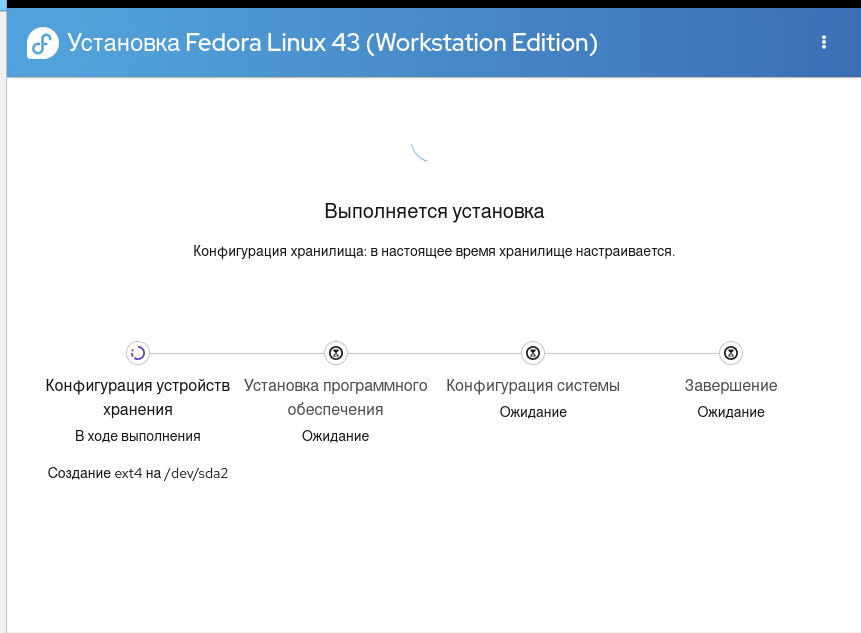 Установка Fedora Linux 43 (Workstation Edition)
Выполняется установка
Конфигурация хранилища: в настоящее время хранилище настраивается.
Конфигурация устройств
хранения
В ходе выполнения
Создание ext4 на /dev/sda2
Установка программного
обеспечения
Ожидание
Конфигурация системы
Ожидание
Завершение
Ожидание